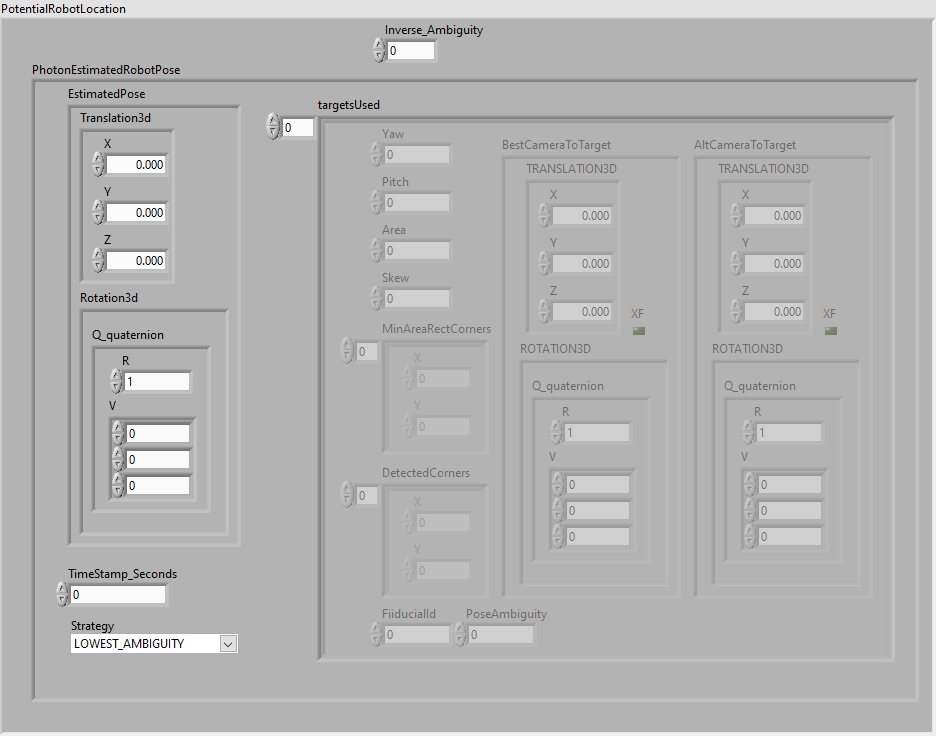 PotentialRobotLocation
Inverse_Ambiguity
0
PhotonEstimatedRobotPose
EstimatedPose
Translation3d
X
0.000
Y
0.000
Z
0.000
Rotation3d
Q_quaternion
R
1
V
0
0
0
TimeStamp_Seconds
0
Strategy
LOWEST_AMBIGUITY
targetsUsed
0
Yaw
0
Pitch
0
Area
0
Skew
0
MinAreaRectCorners
0
X
0
Y
0
DetectedCorners
0
X
0
Y
0
FiiducialId
0
PoseAmbiguity
0
BestCameraToTarget
TRANSLATION3D
X
0.000
Y
0.000
Z
0.000
XF
ROTATION3D
Q_quaternion
R
1
V
0
0
0
AltCameraToTarget
TRANSLATION3D
X
0.000
Y
0.000
Z
0.000
XF
ROTATION3D
Q_quaternion
R
1
V
0
0
0